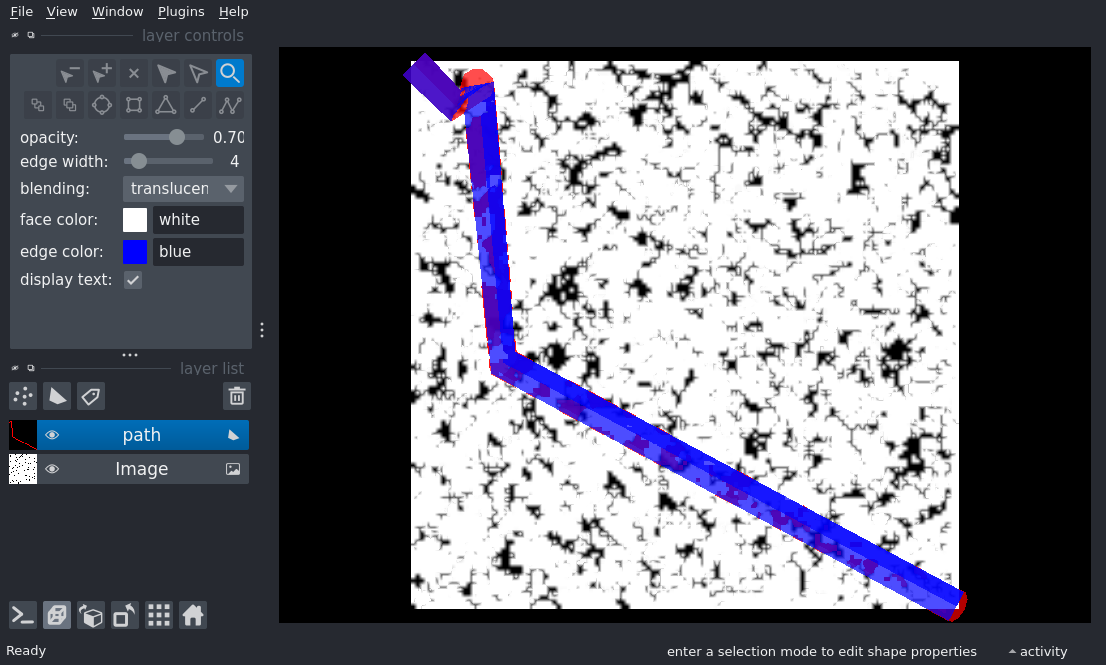 File View Window Plugins Help
layer controls
opacity: 0.70
edge width: 4
blending: translucen
face color: white
edge color: blue
display text:
layer list
path
Image
Ready enter a selection mode to edit shape properties activity